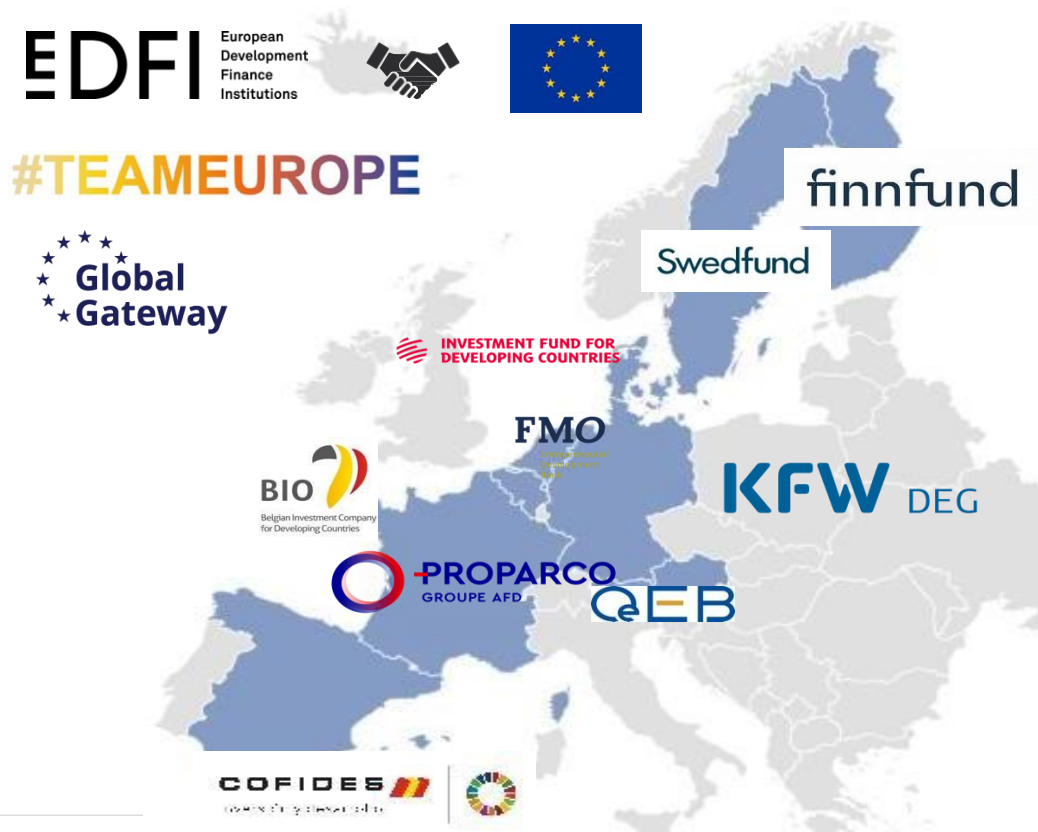 EDFI
European
Development
Finance
Institutions
#TEAMEUROPE
Global
Gateway
finnfund
Swedfund
INVESTMENT FUND FOR
DEVELOPING COUNTRIES
FMO
BIO
Belgian Investment Company
for Developing Countries
KFW DEG
PROPARCO
GROUPE AFD
OeEB
COFIDES